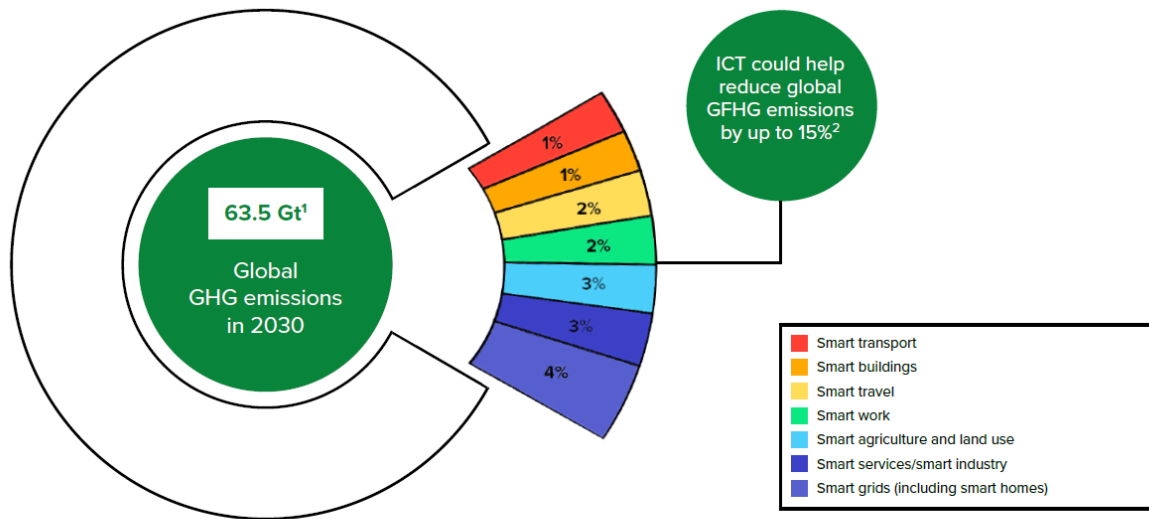 ICT could help
reduce global
GFHG emissions
by up to 15%²
1%
1%
2%
2%
3%
3%
4%
63.5 Gt¹
Global
GHG emissions
in 2030
Smart transport
Smart buildings
Smart travel
Smart work
Smart agriculture and land use
Smart services/smart industry
Smart grids (including smart homes)